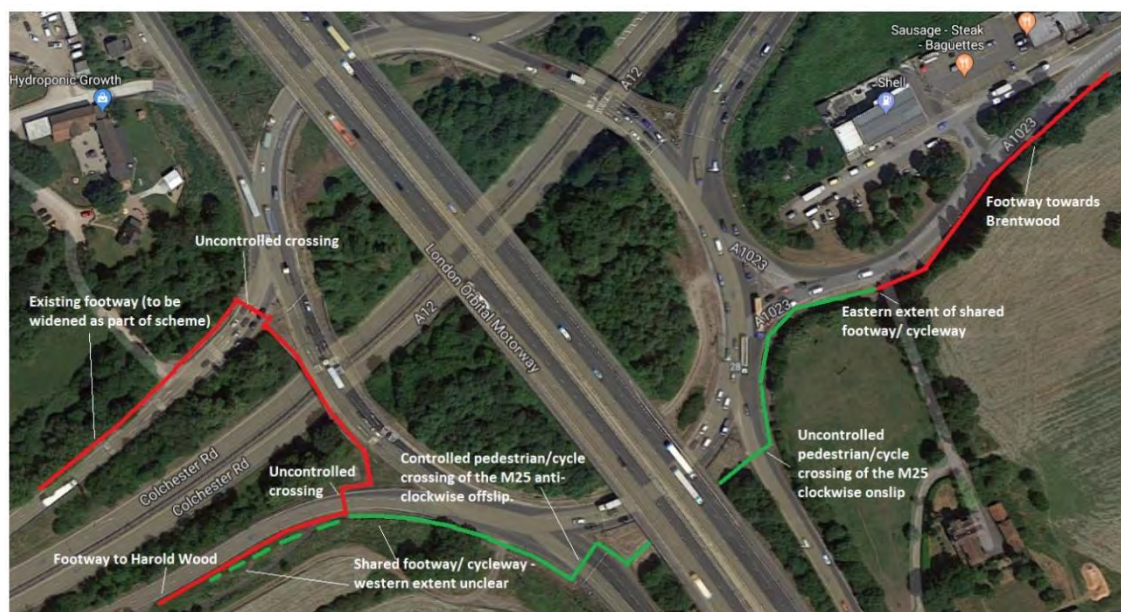 Hydroponic Growth
Sausage - Steak
- Baguettes
Shell
A12
A1023
Footway towards
Brentwood
Uncontrolled crossing
London Orbital Motorway
A1023
Existing footway (to be
widened as part of scheme)
A12
A1023
Eastern extent of shared
footway/ cycleway
28
Colchester Rd
Colchester Rd
Uncontrolled
crossing
Controlled pedestrian/cycle
crossing of the M25 anti-
clockwise offslip.
Uncontrolled
pedestrian/cycle
crossing of the M25
clockwise onslip
Footway to Harold Wood
Shared footway/ cycleway -
western extent unclear